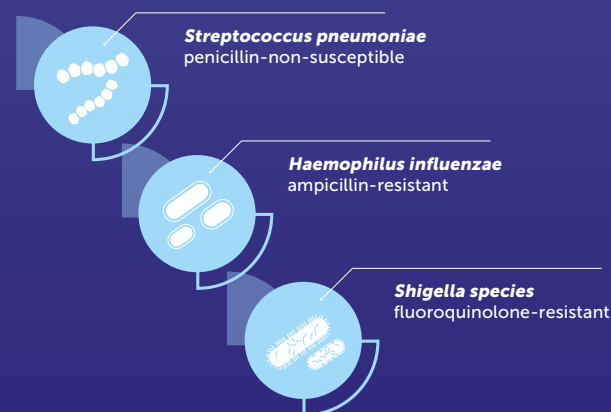 Streptococcus pneumoniae
penicillin-non-susceptible
Haemophilus influenzae
ampicillin-resistant
Shigella species
fluoroquinolone-resistant